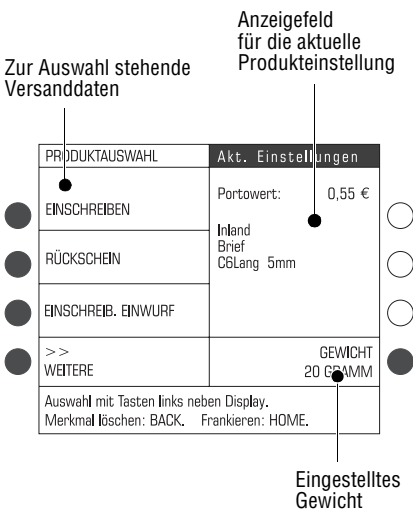 Anzeigefeld
für die aktuelle
Produkteinstellung
Zur Auswahl stehende
Versanddaten
PRODUKTAUSWAHL
Akt. Einstellungen
EINSCHREIBEN
Portowert: 0,55 €
Inland
Brief
C6Lang 5mm
RÜCKSCHEIN
EINSCHREIB. EINWURF
>>
WEITERE
GEWICHT
20 GRAMM
Auswahl mit Tasten links neben Display.
Merkmal löschen: BACK. Frankieren: HOME.
Eingestelltes
Gewicht